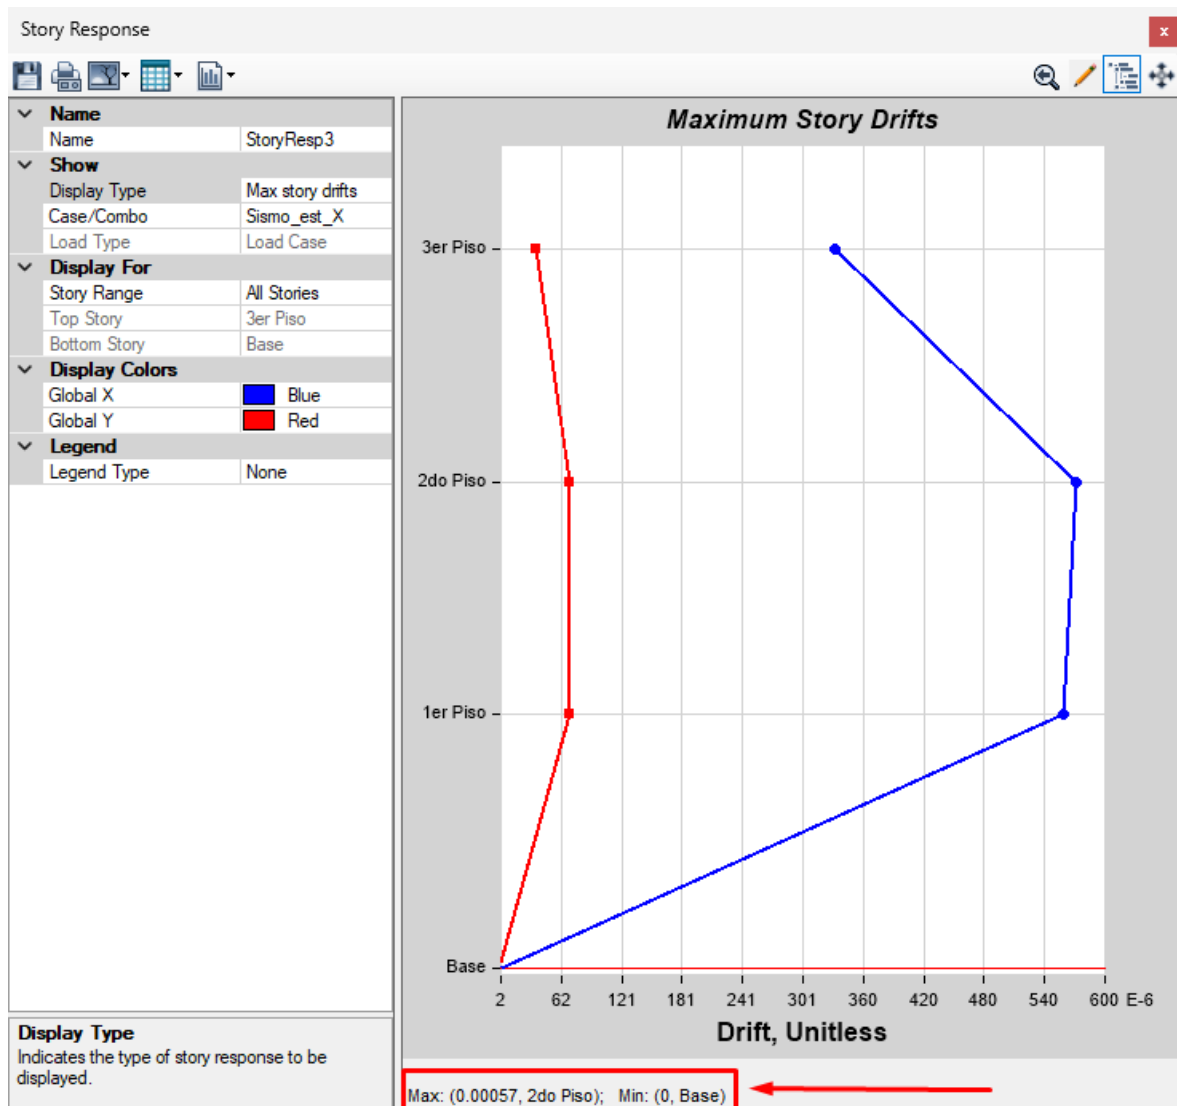 Story Response
x
Name
Name StoryResp3
Show
Display Type Max story drifts
Case/Combo Sismo_est_X
Load Type Load Case
Display For
Story Range All Stories
Top Story 3er Piso
Bottom Story Base
Display Colors
Global X Blue
Global Y Red
Legend
Legend Type None
Display Type
Indicates the type of story response to be
displayed.
Maximum Story Drifts
3er Piso
2do Piso
1er Piso
Base
2 62 121 181 241 301 360 420 480 540 600 E-6
Drift, Unitless
Max: (0.00057, 2do Piso); Min: (0, Base)